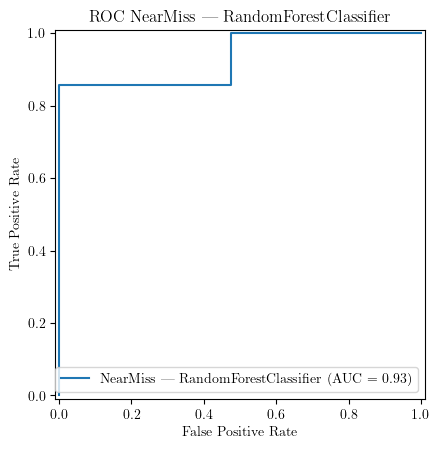 ROC NearMiss — RandomForestClassifier
1.0
0.8
0.6
0.4
0.2
0.0
True Positive Rate
NearMiss — RandomForestClassifier (AUC = 0.93)
0.0 0.2 0.4 0.6 0.8 1.0
False Positive Rate